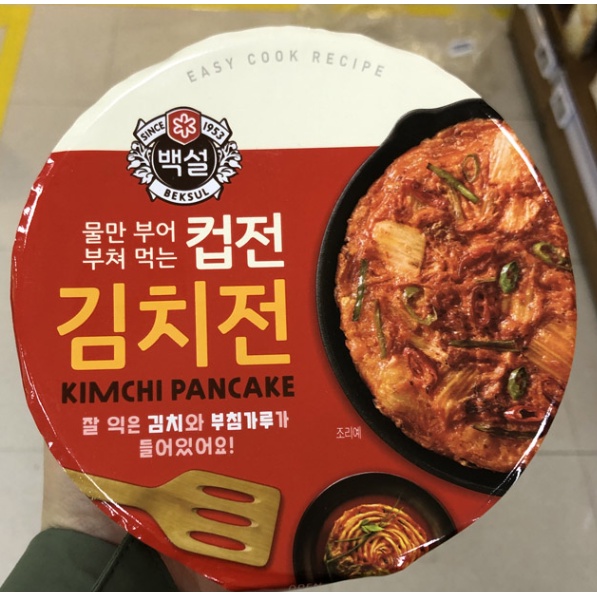 EASY COOK RECIPE
SINCE 1953
백설
BEKSUL
물만 부어
부쳐 먹는 컵전
김치전
KIMCHI PANCAKE
잘 익은 김치와 부침가루가
들어있어요!
조리예